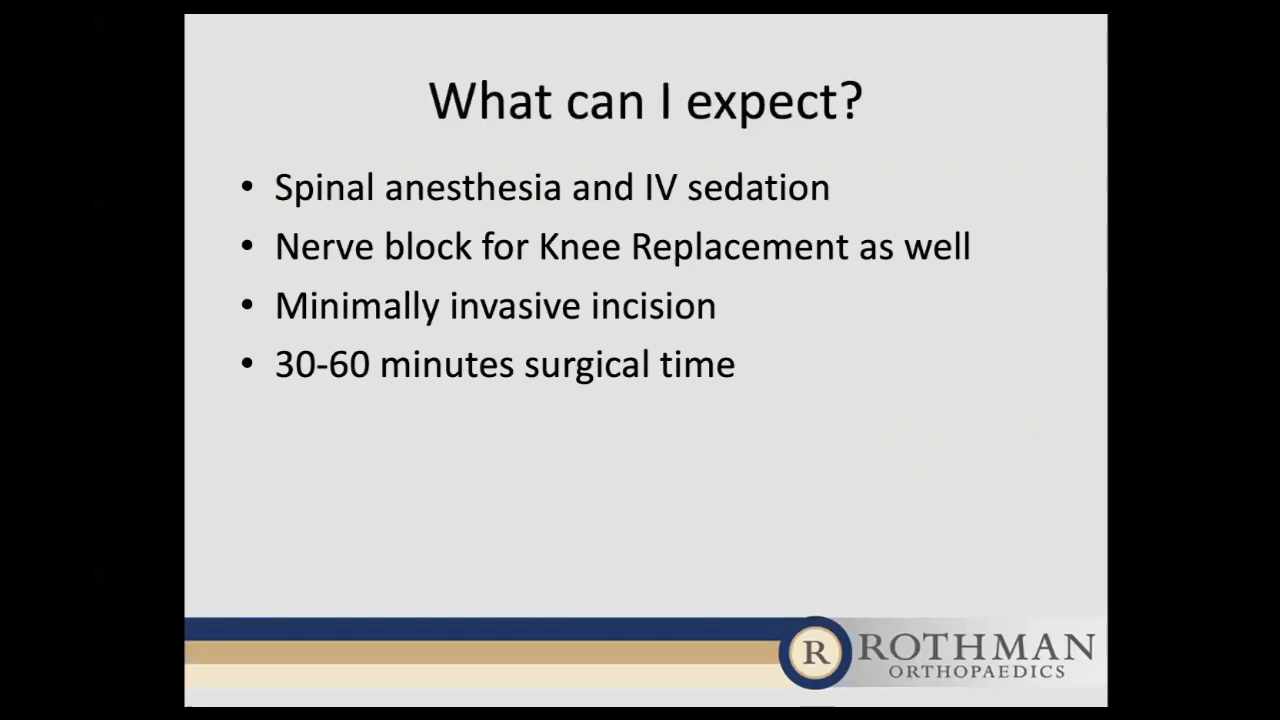 What can I expect?
• Spinal anesthesia and IV sedation
• Nerve block for Knee Replacement as well
• Minimally invasive incision
• 30-60 minutes surgical time
R ROTHMAN
ORTHOPAEDICS